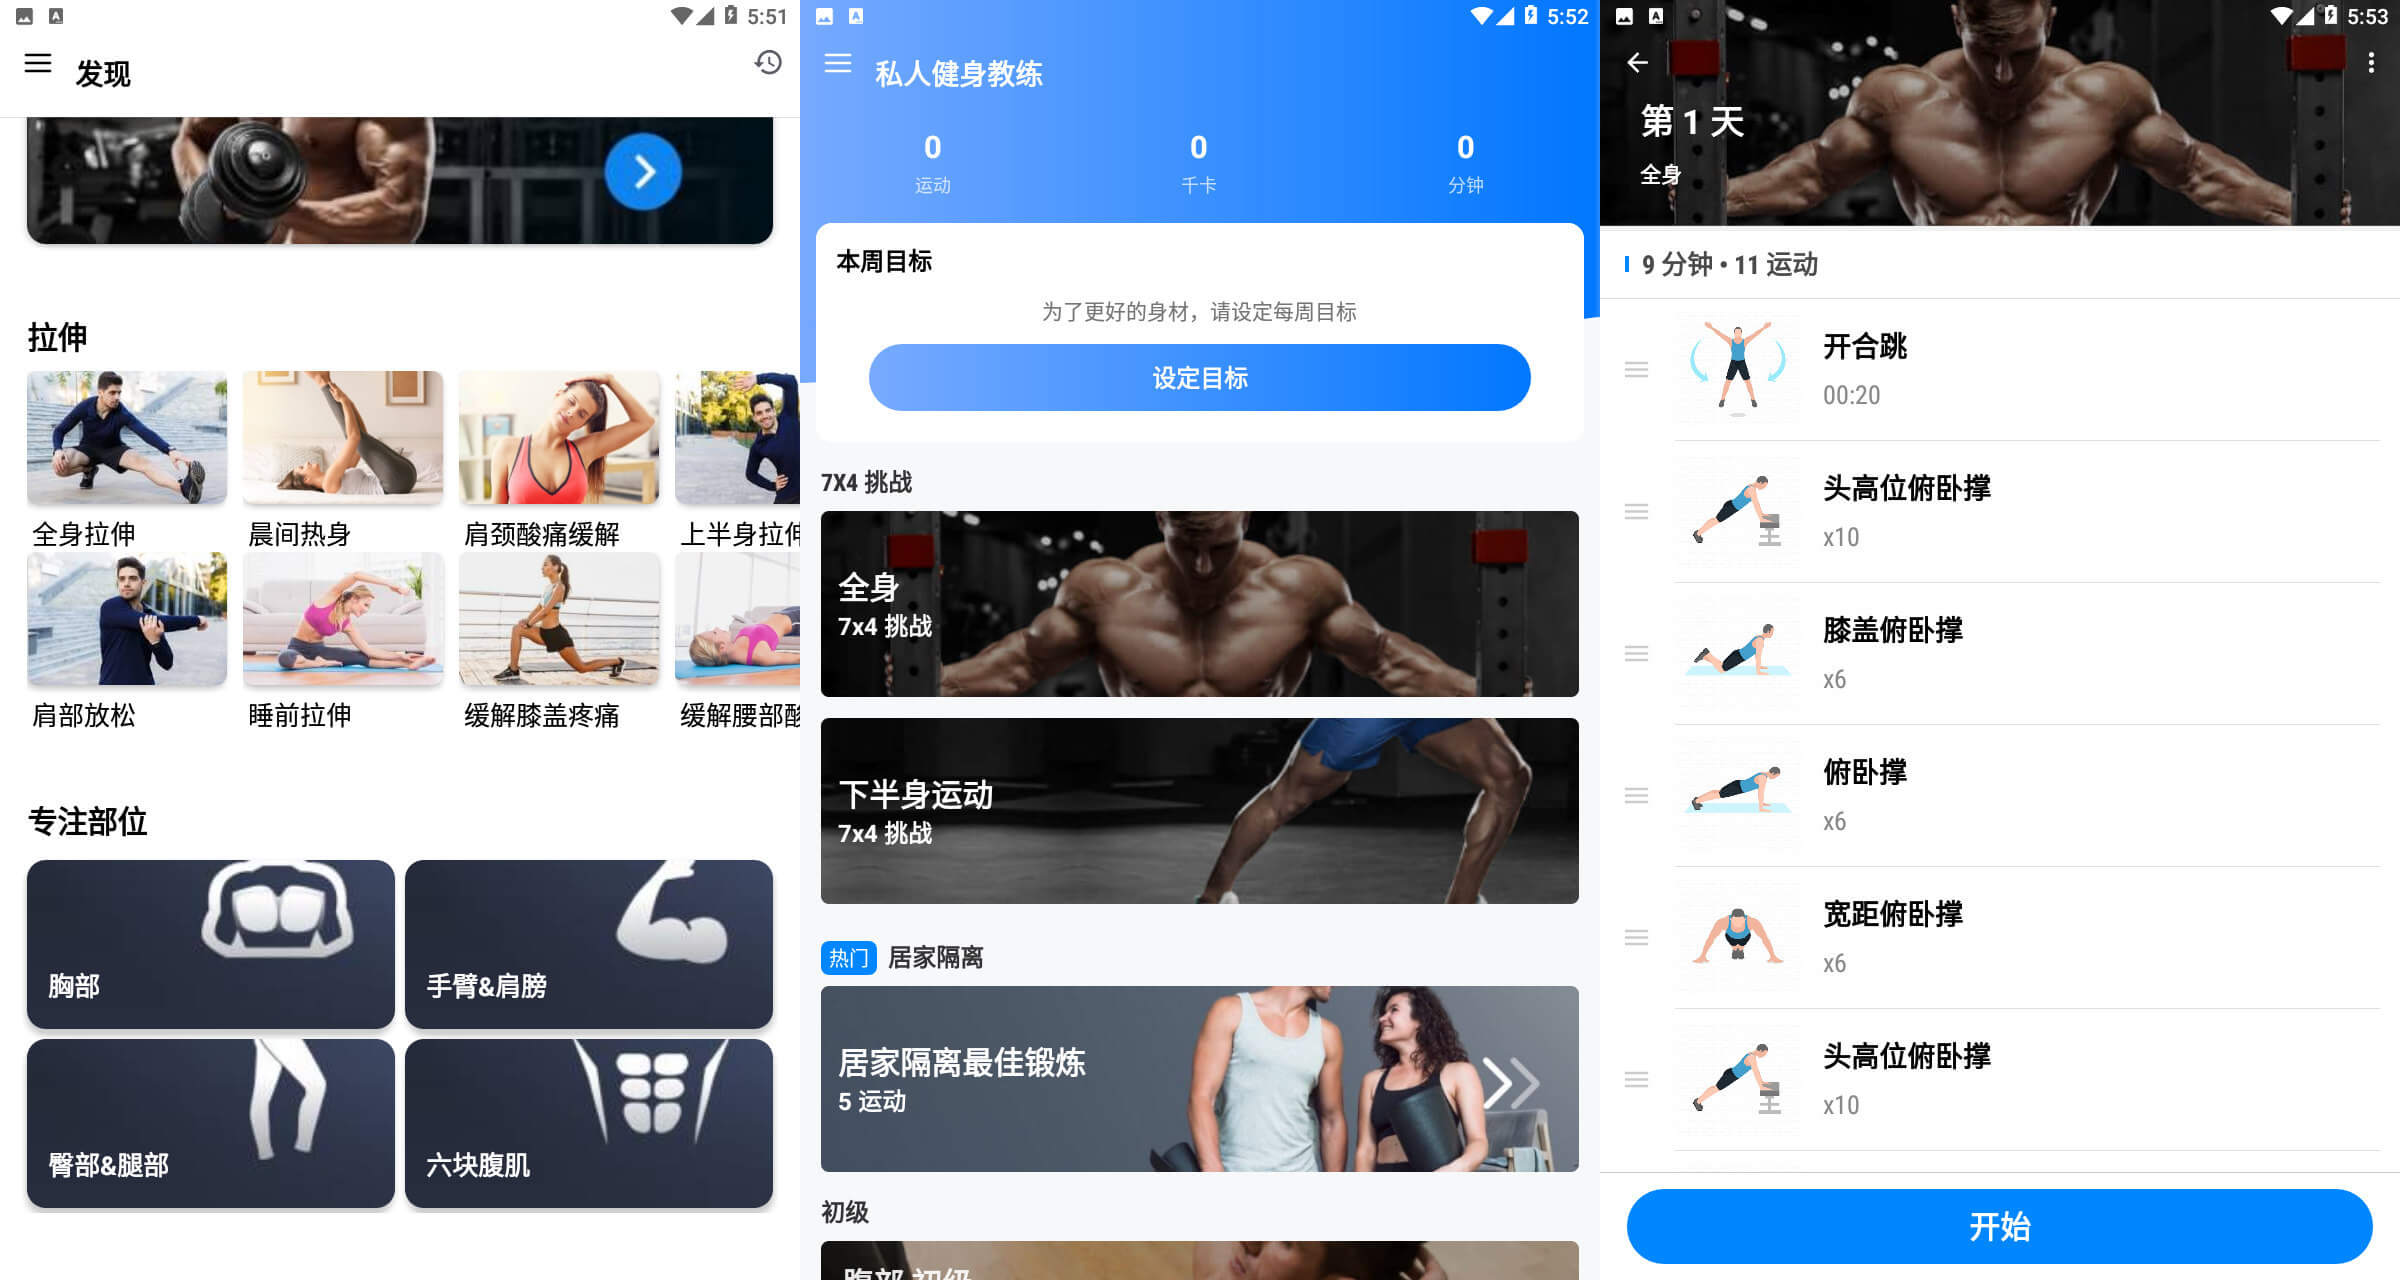 5:51
发现
拉伸
全身拉伸
晨间热身
肩颈酸痛缓解
上半身拉伸
肩部放松
睡前拉伸
缓解膝盖疼痛
缓解腰部酸
专注部位
胸部
手臂&肩膀
臀部&腿部
六块腹肌
5:52
私人健身教练
0
0
0
运动
千卡
分钟
本周目标
为了更好的身材，请设定每周目标
设定目标
7X4 挑战
全身
7x4 挑战
下半身运动
7x4 挑战
热门 居家隔离
居家隔离最佳锻炼
5 运动
初级
腹部 初级
5:53
第 1 天
全身
9 分钟 • 11 运动
开合跳
00:20
头高位俯卧撑
x10
膝盖俯卧撑
x6
俯卧撑
x6
宽距俯卧撑
x6
头高位俯卧撑
x10
开始